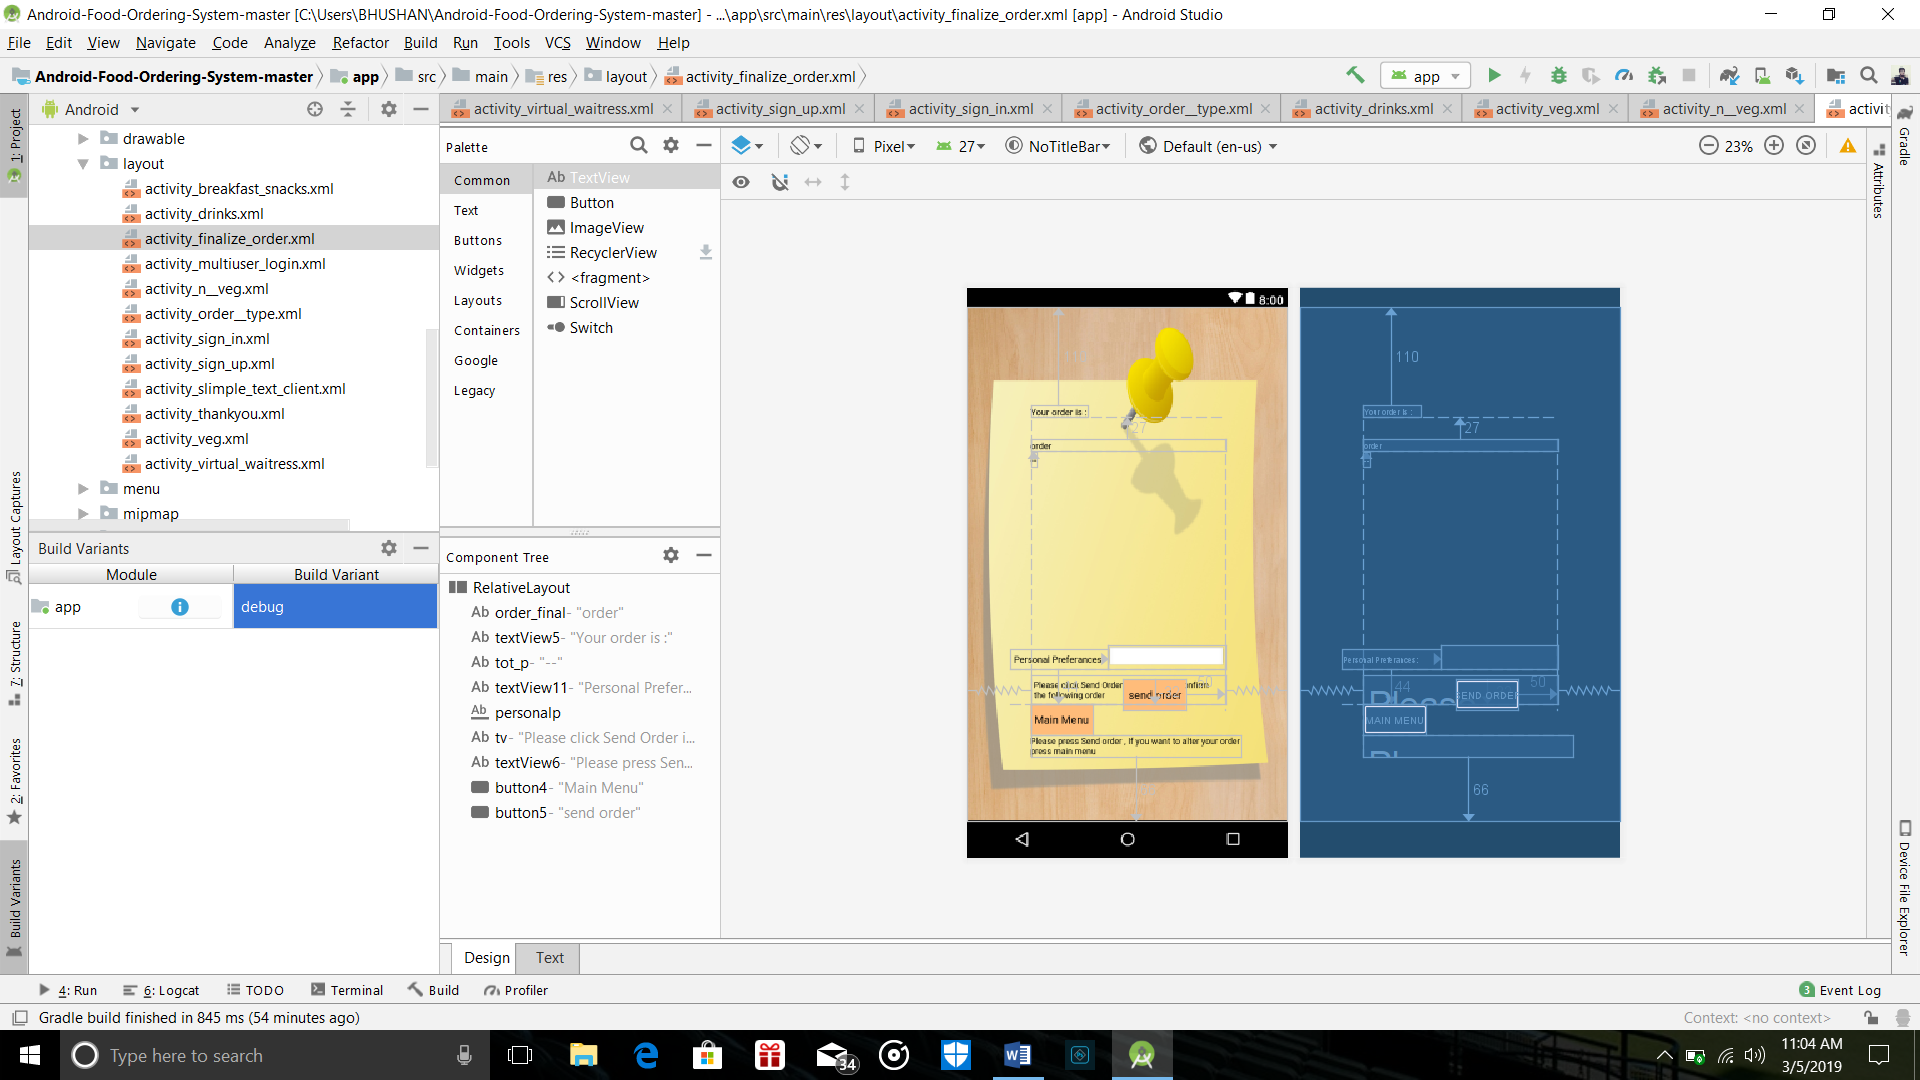 Android-Food-Ordering-System-master [C:\Users\BHUSHAN\Android-Food-Ordering-System-master] - ...\app\src\main\res\layout\activity_finalize_order.xml [app] - Android Studio
File Edit View Navigate Code Analyze Refactor Build Run Tools VCS Window Help
Android-Food-Ordering-System-master app src main res layout activity_finalize_order.xml app
1: Project
Layout Captures
7: Structure
2: Favorites
Build Variants
Android
drawable
layout
activity_breakfast_snacks.xml
activity_drinks.xml
activity_finalize_order.xml
activity_multiuser_login.xml
activity_n__veg.xml
activity_order__type.xml
activity_sign_in.xml
activity_sign_up.xml
activity_slimple_text_client.xml
activity_thankyou.xml
activity_veg.xml
activity_virtual_waitress.xml
menu
mipmap
Build Variants
Module Build Variant
app debug
activity_virtual_waitress.xml activity_sign_up.xml activity_sign_in.xml activity_order__type.xml activity_drinks.xml activity_veg.xml activity_n__veg.xml activit
Palette
Common
Text
Buttons
Widgets
Layouts
Containers
Google
Legacy
Ab TextView
Button
ImageView
RecyclerView
<fragment>
ScrollView
Switch
Component Tree
RelativeLayout
Ab order_final- "order"
Ab textView5- "Your order is :"
Ab tot_p- "--"
Ab textView11- "Personal Prefer...
Ab personalp
Ab tv- "Please click Send Order i...
Ab textView6- "Please press Sen...
button4- "Main Menu"
button5- "send order"
Pixel 27 NoTitleBar Default (en-us) 23%
8:00
Your order is :
27
order
Personal Preferances
Please click Send Order
the following order
send order
50
Main Menu
Please press Send order , If you want to alter your order
press main menu
110
Your order is :
27
order
Personal Preferances :
44
Pleas
SEND ORDER
50
MAIN MENU
66
Gradle
Attributes
Device File Explorer
Design Text
4: Run 6: Logcat TODO Terminal Build Profiler 3 Event Log
Gradle build finished in 845 ms (54 minutes ago) Context: <no context>
Type here to search
34
11:04 AM
3/5/2019